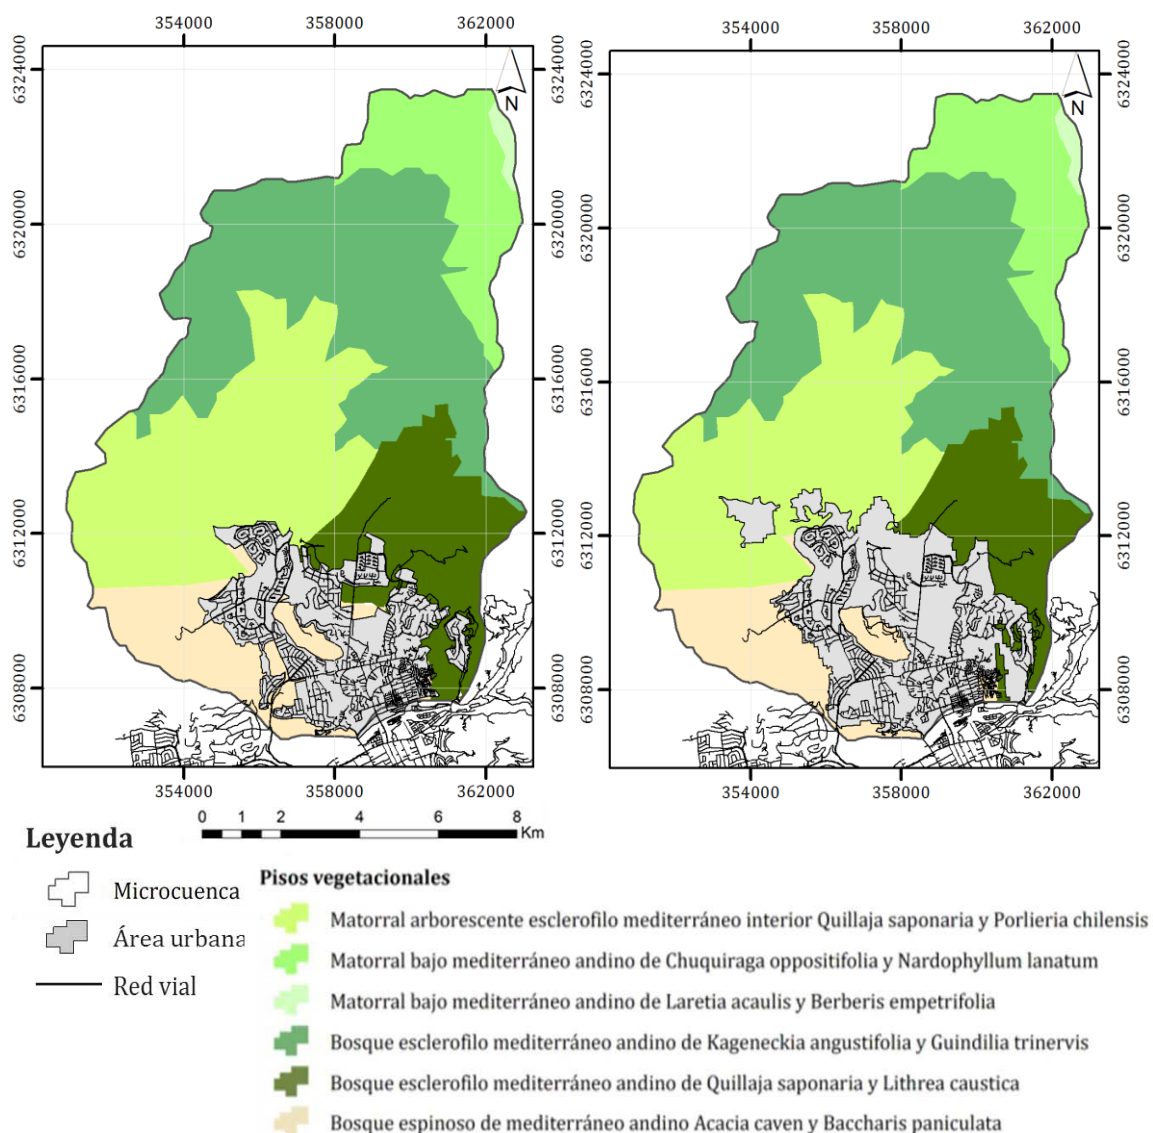 354000 358000 362000
354000 358000 362000
6324000 6324000 6324000
6320000 6320000 6320000
6316000 6316000 6316000
6312000 6312000 6312000
6308000 6308000 6308000
N
N
354000 358000 362000
354000 358000 362000
0 1 2 4 6 8
Km
Leyenda
Microcuenca
Área urbana
Red vial
Pisos vegetacionales
Matorral arborescente esclerofilo mediterráneo interior Quillaja saponaria y Porlieria chilensis
Matorral bajo mediterráneo andino de Chuquiraga oppositifolia y Nardophyllum lanatum
Matorral bajo mediterráneo andino de Laretia acaulis y Berberis empetrifolia
Bosque esclerofilo mediterráneo andino de Kageneckia angustifolia y Guindilia trinervis
Bosque esclerofilo mediterráneo andino de Quillaja saponaria y Lithrea caustica
Bosque espinoso de mediterráneo andino Acacia caven y Baccharis paniculata